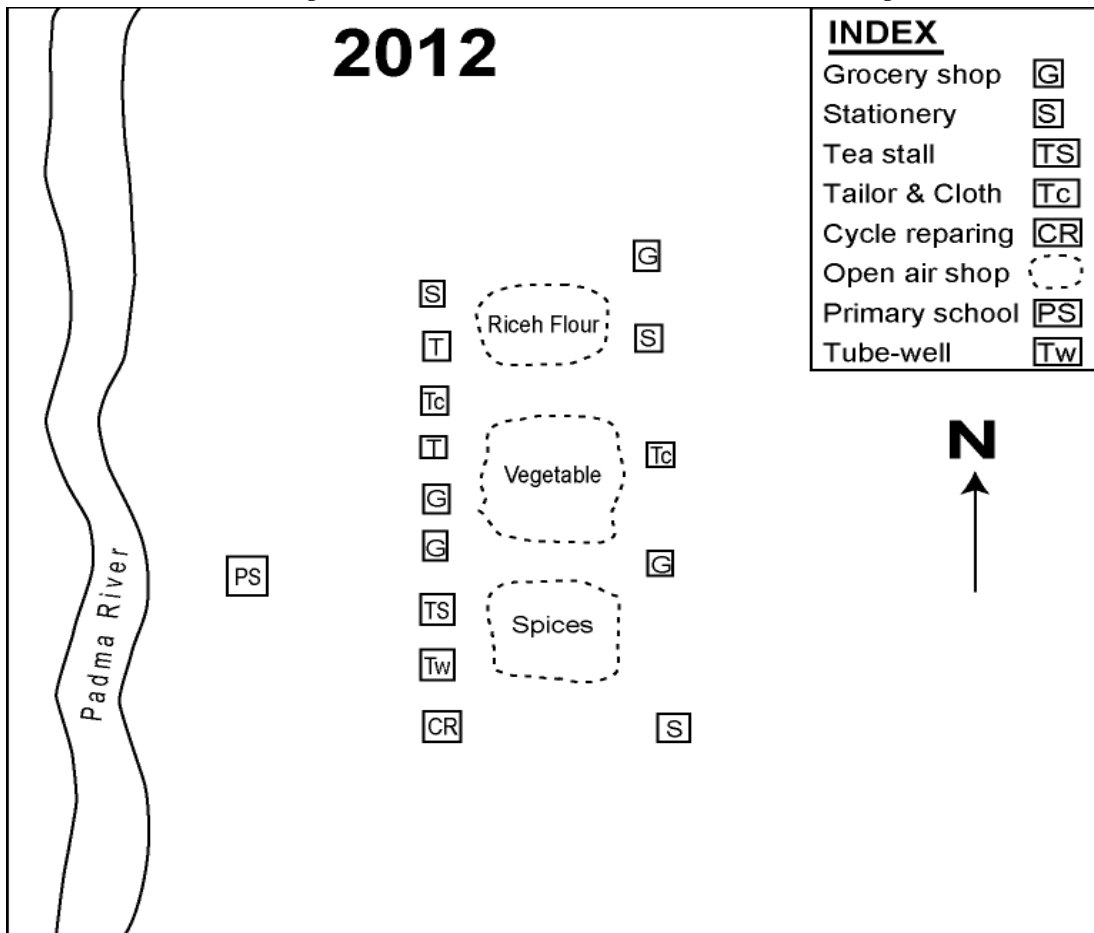 2012
INDEX
Grocery shop G
Stationery S
Tea stall TS
Tailor & Cloth Tc
Cycle reparing CR
Open air shop
Primary school PS
Tube-well Tw
N
G
S
Riceh Flour
T
S
Tc
T
Vegetable
Tc
G
G
G
PS
TS
Spices
Tw
CR
S
Padma River